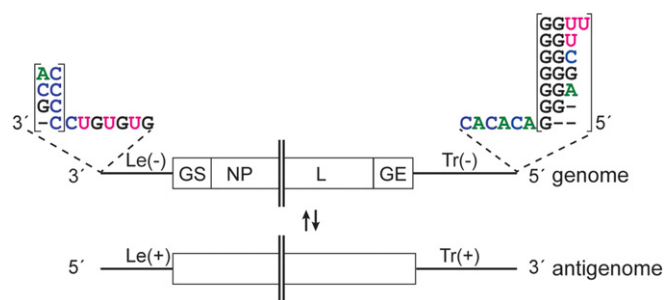 GGUU
GGU
AC GGC
CC GGG
GC GGA
GG–
3´ –CCUGUGUG CACACAG–– 5´
Le(-) Tr(-)
3´ GS NP L GE 5´ genome
⇅
Le(+) Tr(+)
5´ 3´ antigenome